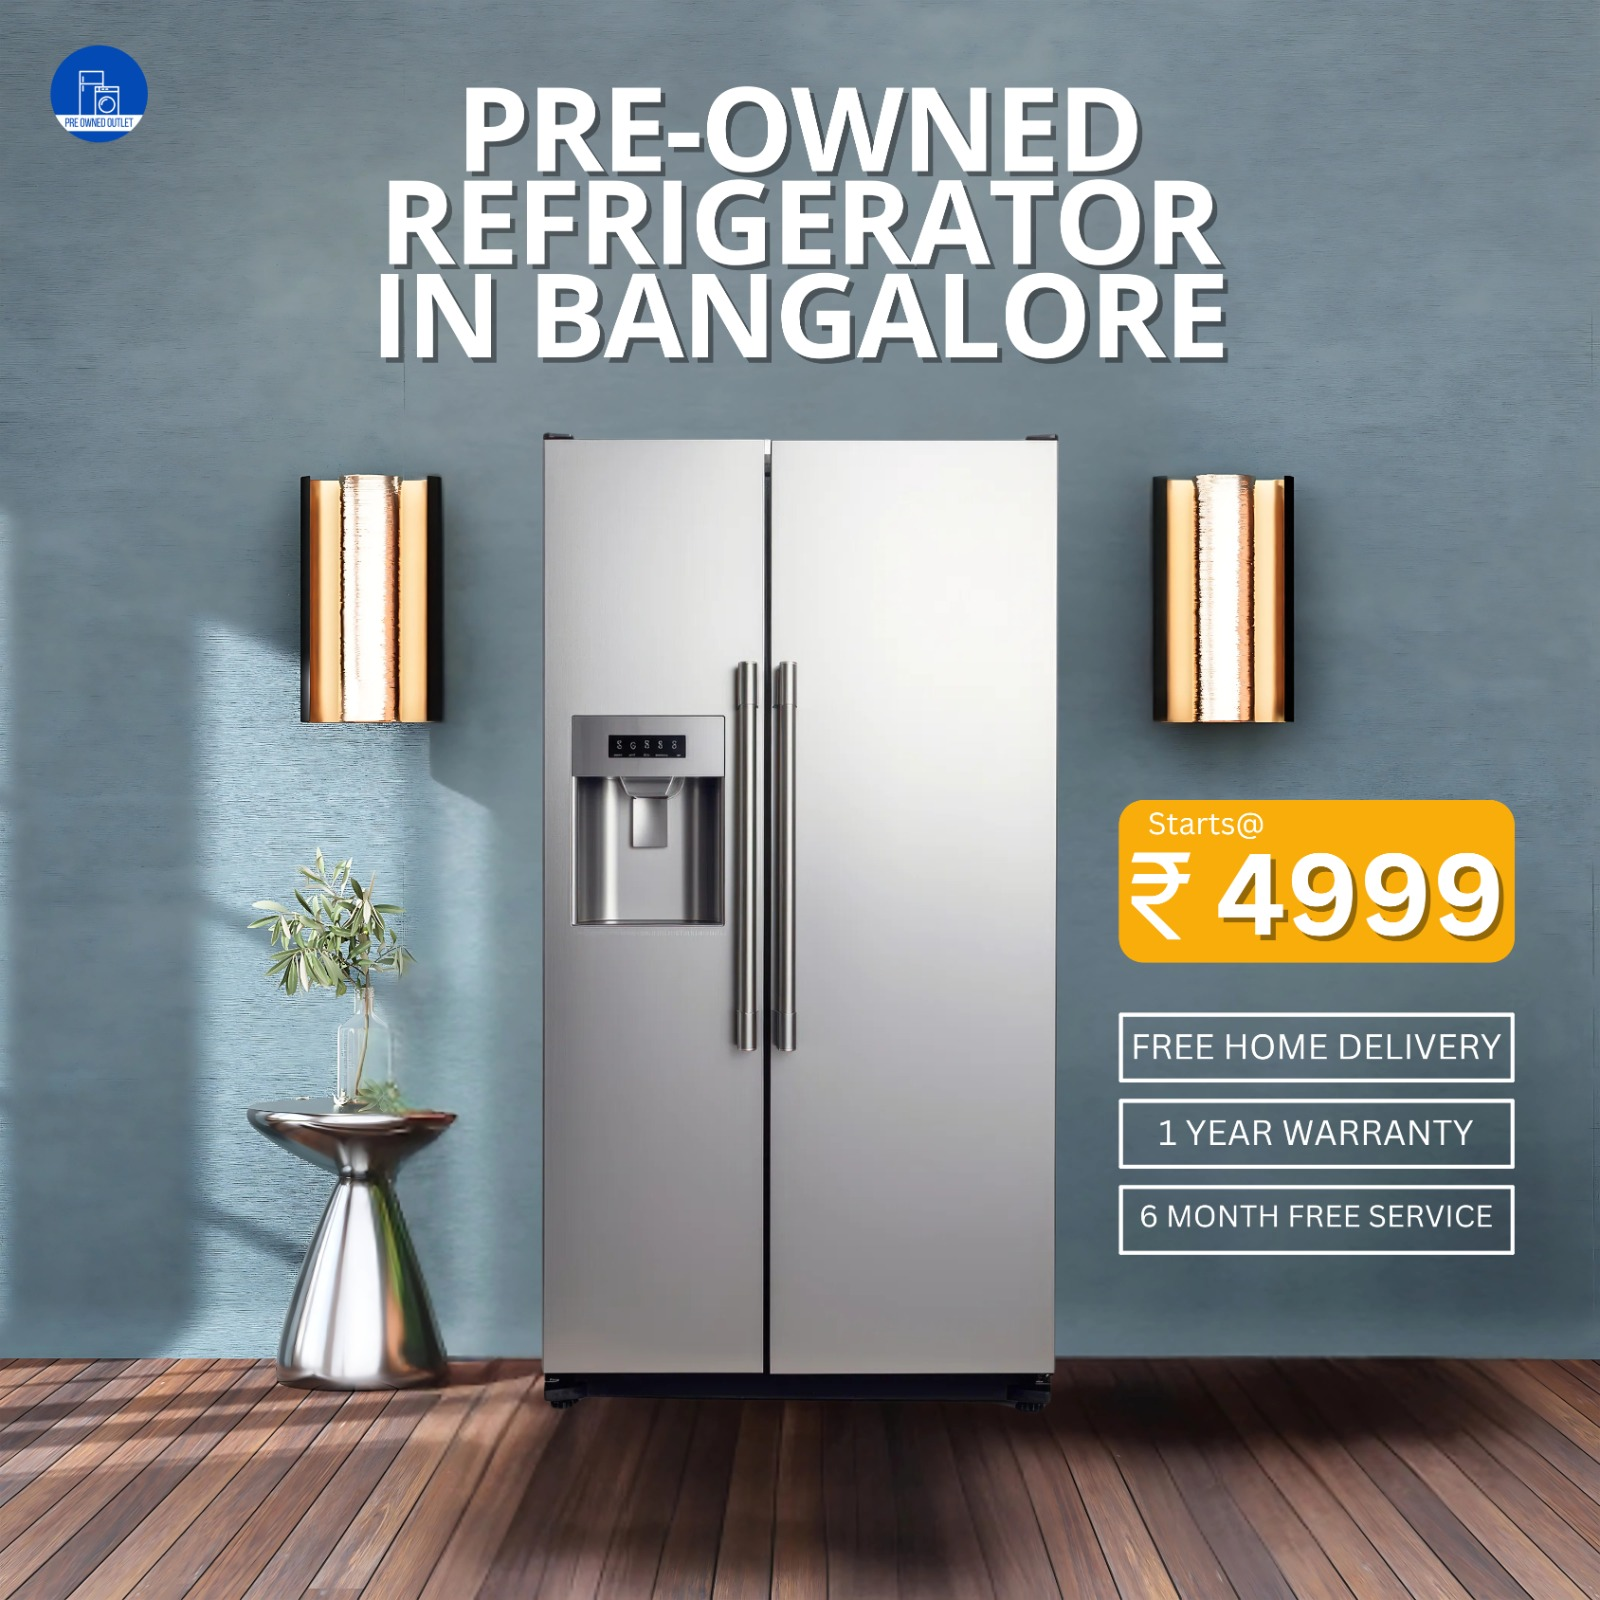 PRE OWNED OUTLET
PRE-OWNED
REFRIGERATOR
IN BANGALORE
Starts@
₹ 4999
FREE HOME DELIVERY
1 YEAR WARRANTY
6 MONTH FREE SERVICE